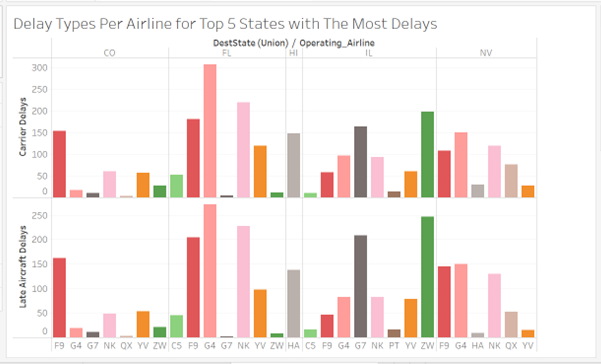 Delay Types Per Airline for Top 5 States with The Most Delays
DestState (Union) / Operating_Airline
CO FL HI IL NV
Carrier Delays
300
250
200
150
100
50
0
Late Aircraft Delays
250
200
150
100
50
0
F9 G4 G7 NK QX YV ZW C5 F9 G4 G7 NK YV ZW HA C5 F9 G4 G7 NK PT YV ZW F9 G4 HA NK QX YV